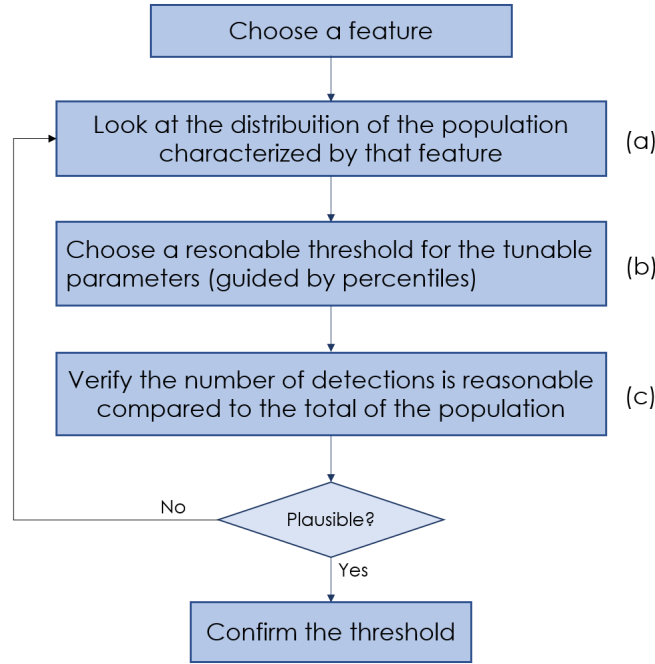 Choose a feature
Look at the distribuition of the population
characterized by that feature
(a)
Choose a resonable threshold for the tunable
parameters (guided by percentiles)
(b)
Verify the number of detections is reasonable
compared to the total of the population
(c)
Plausible?
No
Yes
Confirm the threshold